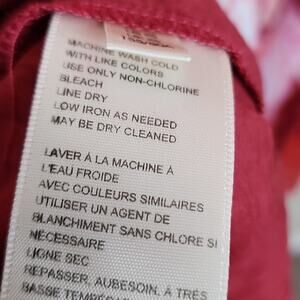 MACHINE WASH COLD
WITH LIKE COLORS
USE ONLY NON-CHLORINE
BLEACH
LINE DRY
LOW IRON AS NEEDED
MAY BE DRY CLEANED
LAVER À LA MACHINE À
L'EAU FROIDE
AVEC COULEURS SIMILAIRES
UTILISER UN AGENT DE
BLANCHIMENT SANS CHLORE SI
NÉCESSAIRE
LIGNE SEC
REPASSER, AUBESOIN, À TRÈS
BASSE